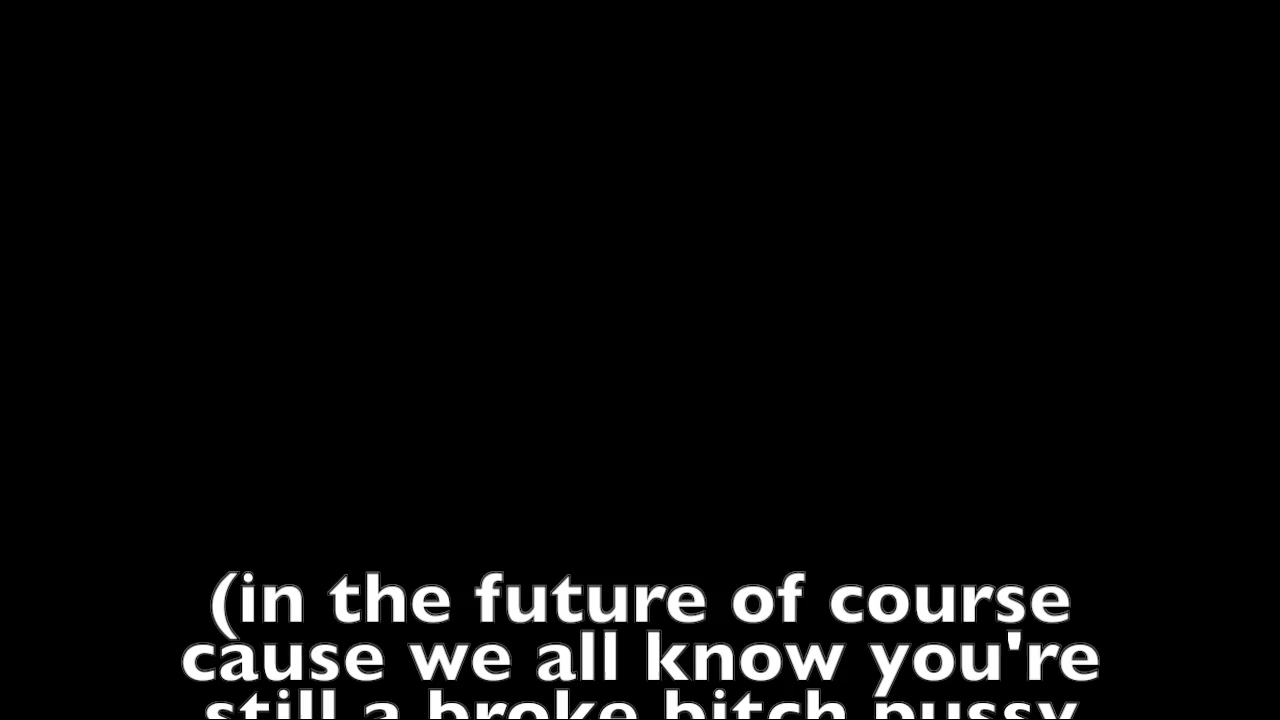 (in the future of course
cause we all know you're
still a broke bitch pussy